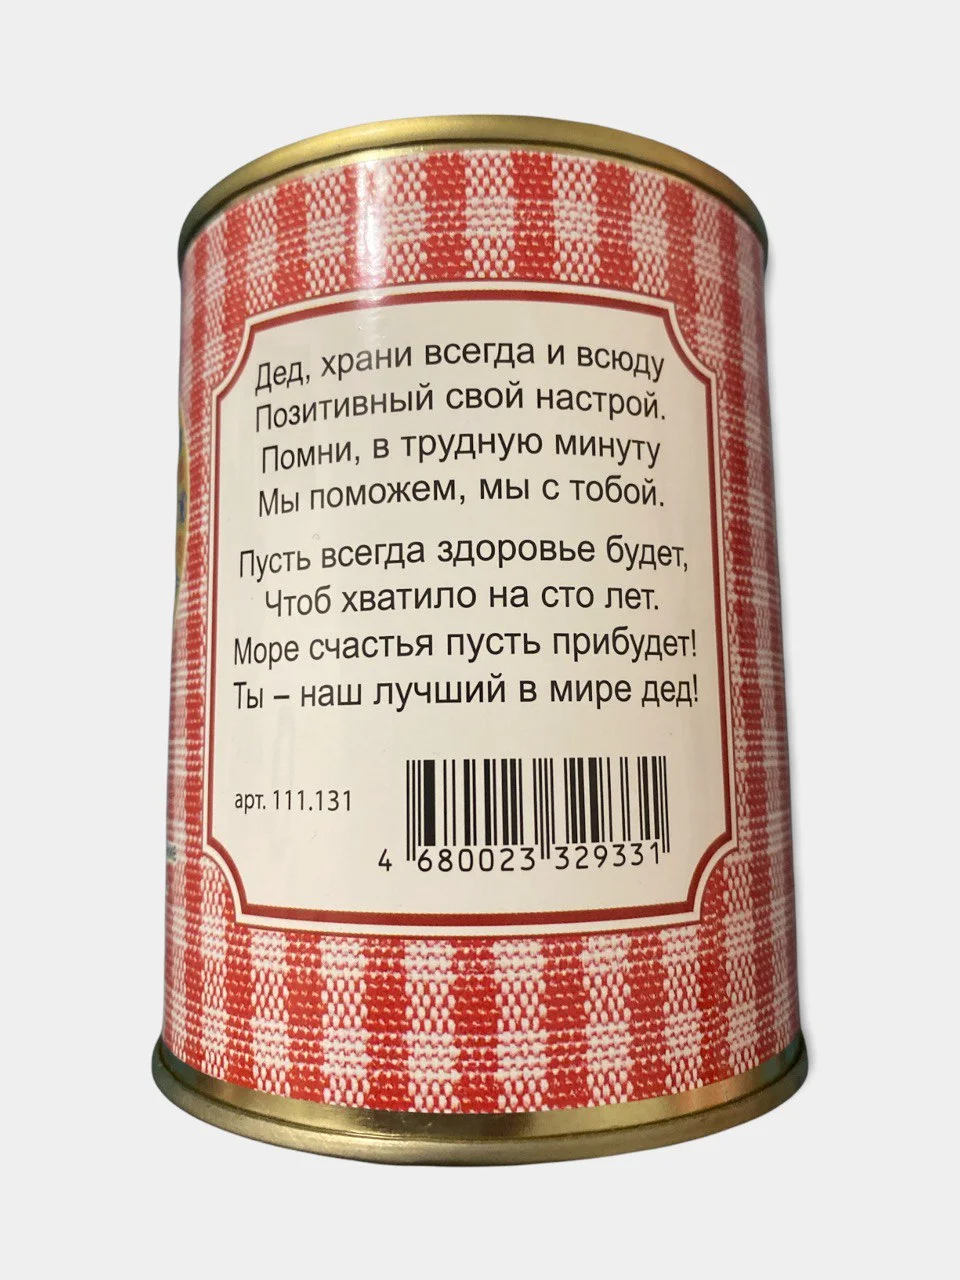 Дед, храни всегда и всюду
Позитивный свой настрой.
Помни, в трудную минуту
Мы поможем, мы с тобой.
Пусть всегда здоровье будет,
Чтоб хватило на сто лет.
Море счастья пусть прибудет!
Ты – наш лучший в мире дед!
арт. 111.131
4 680023 329331